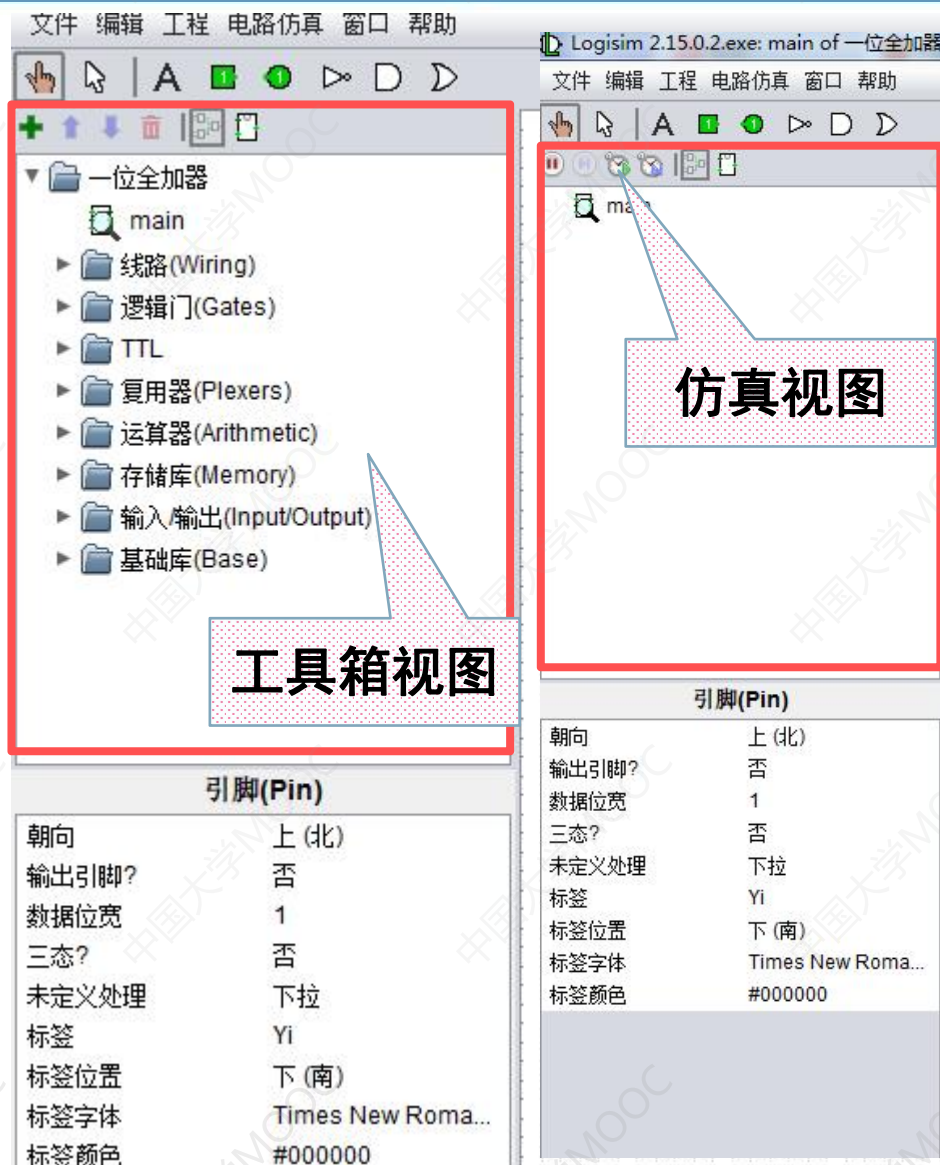 文件 编辑 工程 电路仿真 窗口 帮助
A
一位全加器
main
线路(Wiring)
逻辑门(Gates)
TTL
复用器(Plexers)
运算器(Arithmetic)
存储库(Memory)
输入/输出(Input/Output)
基础库(Base)
工具箱视图
引脚(Pin)
朝向 上 (北)
输出引脚? 否
数据位宽 1
三态? 否
未定义处理 下拉
标签 Yi
标签位置 下 (南)
标签字体 Times New Roma...
标签颜色 #000000
Logisim 2.15.0.2.exe: main of 一位全加器
文件 编辑 工程 电路仿真 窗口 帮助
A
main
仿真视图
引脚(Pin)
朝向 上 (北)
输出引脚? 否
数据位宽 1
三态? 否
未定义处理 下拉
标签 Yi
标签位置 下 (南)
标签字体 Times New Roma...
标签颜色 #000000
中国大学MOOC